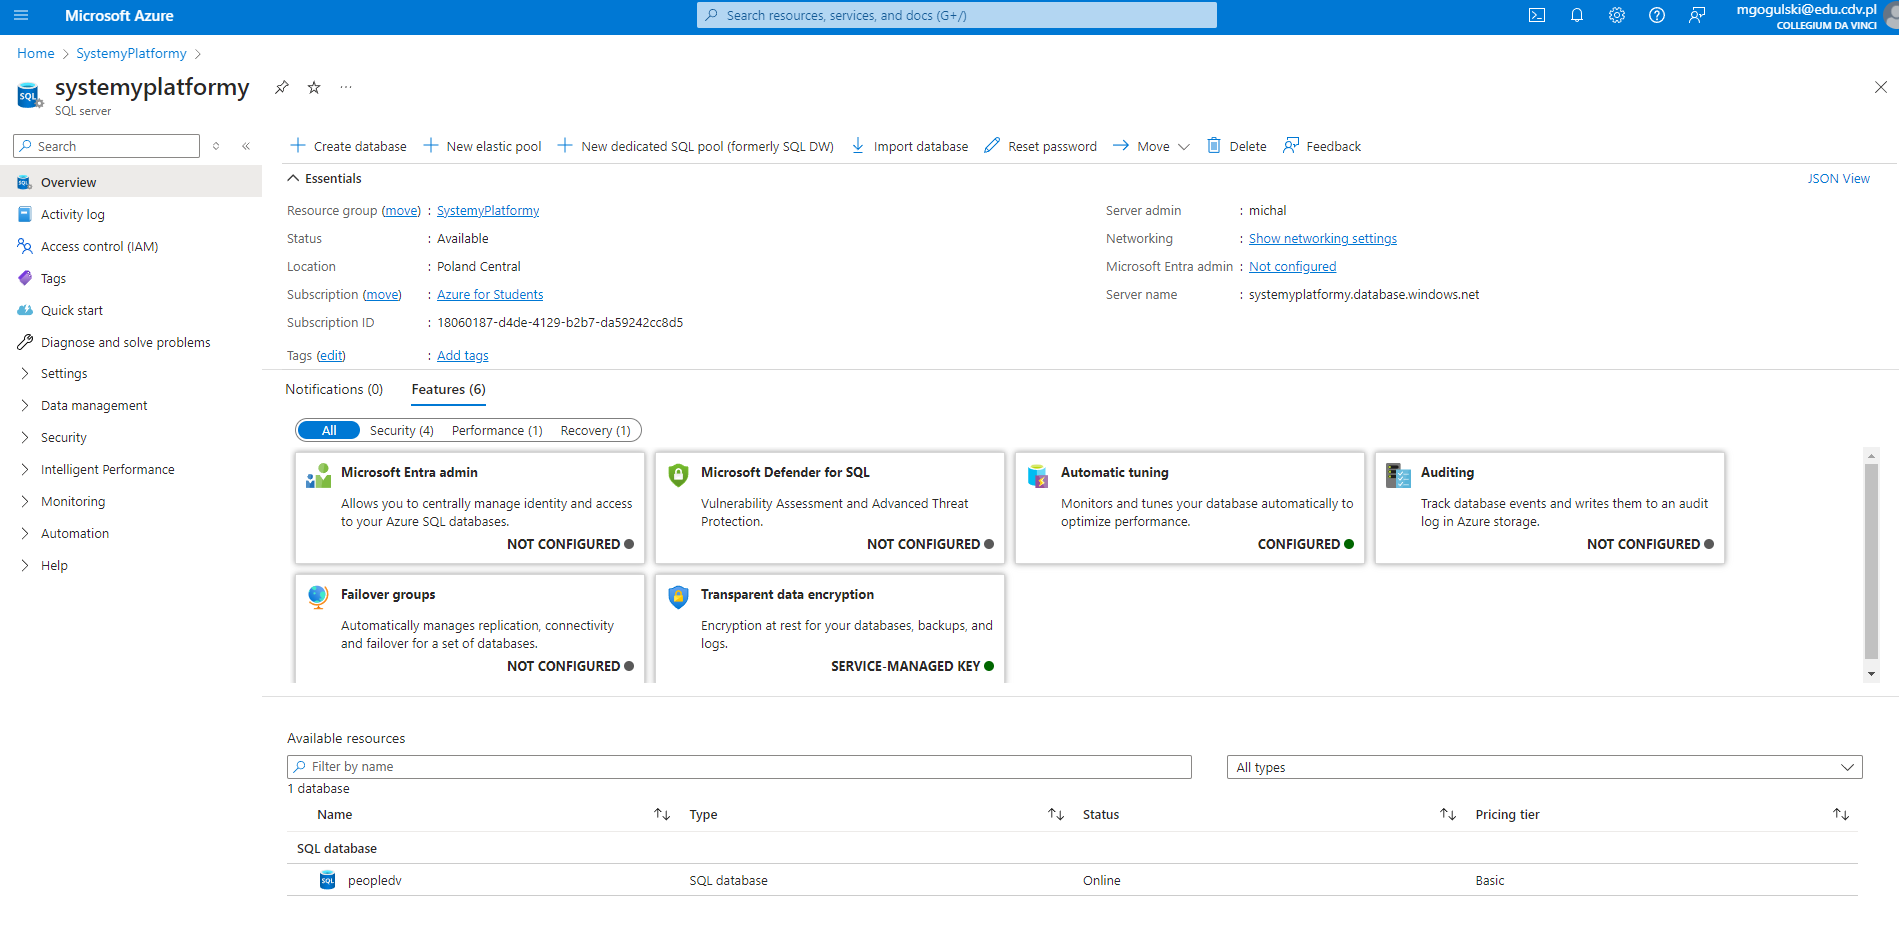 Microsoft Azure
Search resources, services, and docs (G+/)
mgogulski@edu.cdv.pl
COLLEGIUM DA VINCI
Home > SystemyPlatformy >
systemyplatformy
SQL server
Search
Overview
Activity log
Access control (IAM)
Tags
Quick start
Diagnose and solve problems
Settings
Data management
Security
Intelligent Performance
Monitoring
Automation
Help
Create database New elastic pool New dedicated SQL pool (formerly SQL DW) Import database Reset password Move Delete Feedback
Essentials
JSON View
Resource group (move) : SystemyPlatformy
Status : Available
Location : Poland Central
Subscription (move) : Azure for Students
Subscription ID : 18060187-d4de-4129-b2b7-da59242cc8d5
Tags (edit) : Add tags
Server admin : michal
Networking : Show networking settings
Microsoft Entra admin : Not configured
Server name : systemyplatformy.database.windows.net
Notifications (0) Features (6)
All Security (4) Performance (1) Recovery (1)
Microsoft Entra admin
Allows you to centrally manage identity and access
to your Azure SQL databases.
NOT CONFIGURED
Microsoft Defender for SQL
Vulnerability Assessment and Advanced Threat
Protection.
NOT CONFIGURED
Automatic tuning
Monitors and tunes your database automatically to
optimize performance.
CONFIGURED
Auditing
Track database events and writes them to an audit
log in Azure storage.
NOT CONFIGURED
Failover groups
Automatically manages replication, connectivity
and failover for a set of databases.
NOT CONFIGURED
Transparent data encryption
Encryption at rest for your databases, backups, and
logs.
SERVICE-MANAGED KEY
Available resources
Filter by name
All types
1 database
Name Type Status Pricing tier
SQL database
SQL peopledv SQL database Online Basic